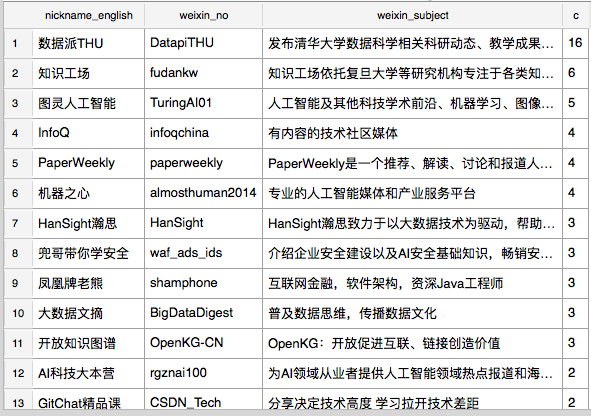 nickname_english weixin_no weixin_subject c
1 数据派THU DatapiTHU 发布清华大学数据科学相关科研动态、教学成果... 16
2 知识工场 fudankw 知识工场依托复旦大学等研究机构专注于各类知... 6
3 图灵人工智能 TuringAI01 人工智能及其他科技学术前沿、机器学习、图像... 5
4 InfoQ infoqchina 有内容的技术社区媒体 4
5 PaperWeekly paperweekly PaperWeekly是一个推荐、解读、讨论和报道人... 4
6 机器之心 almosthuman2014 专业的人工智能媒体和产业服务平台 4
7 HanSight瀚思 HanSight HanSight瀚思致力于以大数据技术为驱动，帮助... 3
8 兜哥带你学安全 waf_ads_ids 介绍企业安全建设以及AI安全基础知识，畅销安... 3
9 凤凰牌老熊 shamphone 互联网金融，软件架构，资深Java工程师 3
10 大数据文摘 BigDataDigest 普及数据思维，传播数据文化 3
11 开放知识图谱 OpenKG-CN OpenKG：开放促进互联、链接创造价值 3
12 AI科技大本营 rgznai100 为AI领域从业者提供人工智能领域热点报道和海... 2
13 GitChat精品课 CSDN_Tech 分享决定技术高度 学习拉开技术差距 2